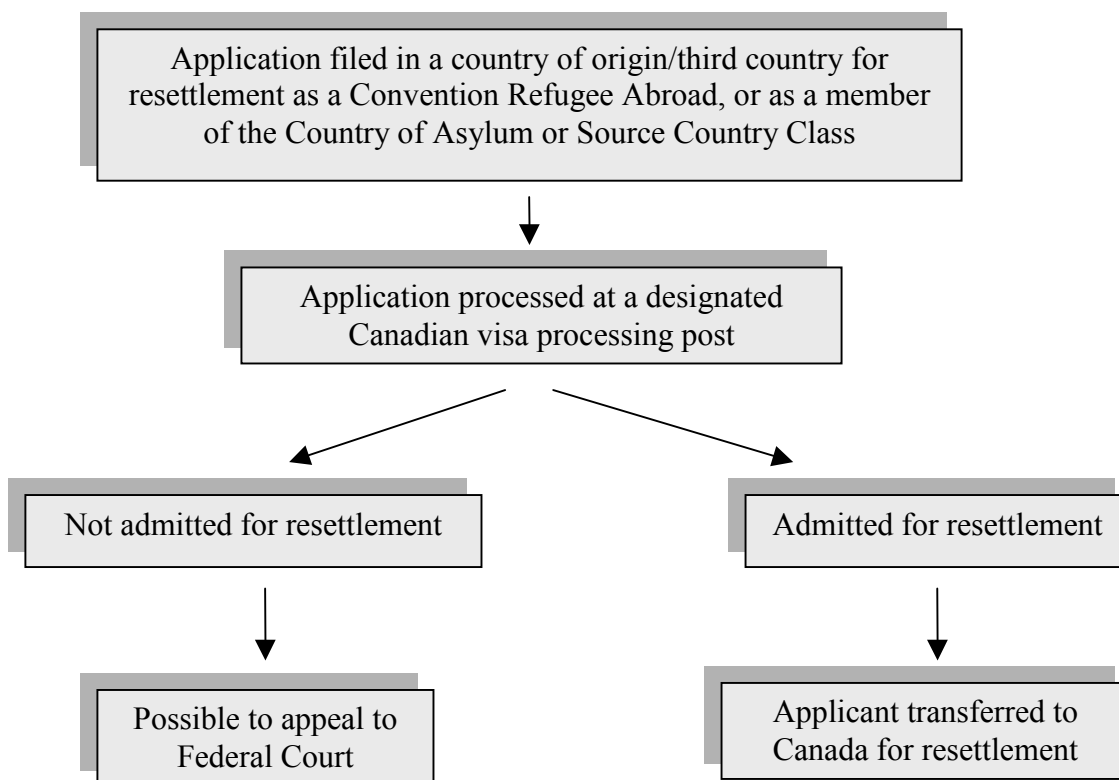 Application filed in a country of origin/third country for
resettlement as a Convention Refugee Abroad, or as a member
of the Country of Asylum or Source Country Class
Application processed at a designated
Canadian visa processing post
Not admitted for resettlement
Admitted for resettlement
Possible to appeal to
Federal Court
Applicant transferred to
Canada for resettlement